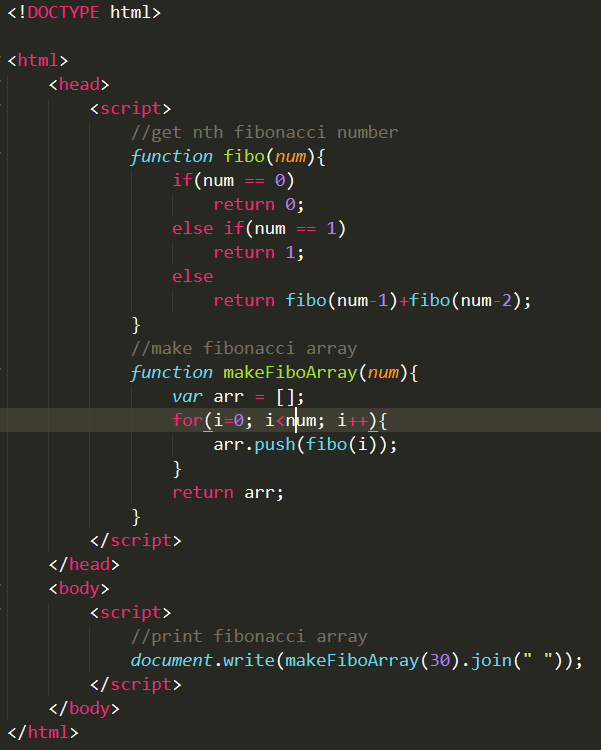 <!DOCTYPE html>
<html>
<head>
<script>
//get nth fibonacci number
function fibo(num){
if(num == 0)
return 0;
else if(num == 1)
return 1;
else
return fibo(num-1)+fibo(num-2);
}
//make fibonacci array
function makeFiboArray(num){
var arr = [];
for(i=0; i<num; i++){
arr.push(fibo(i));
}
return arr;
}
</script>
</head>
<body>
<script>
//print fibonacci array
document.write(makeFiboArray(30).join(" "));
</script>
</body>
</html>